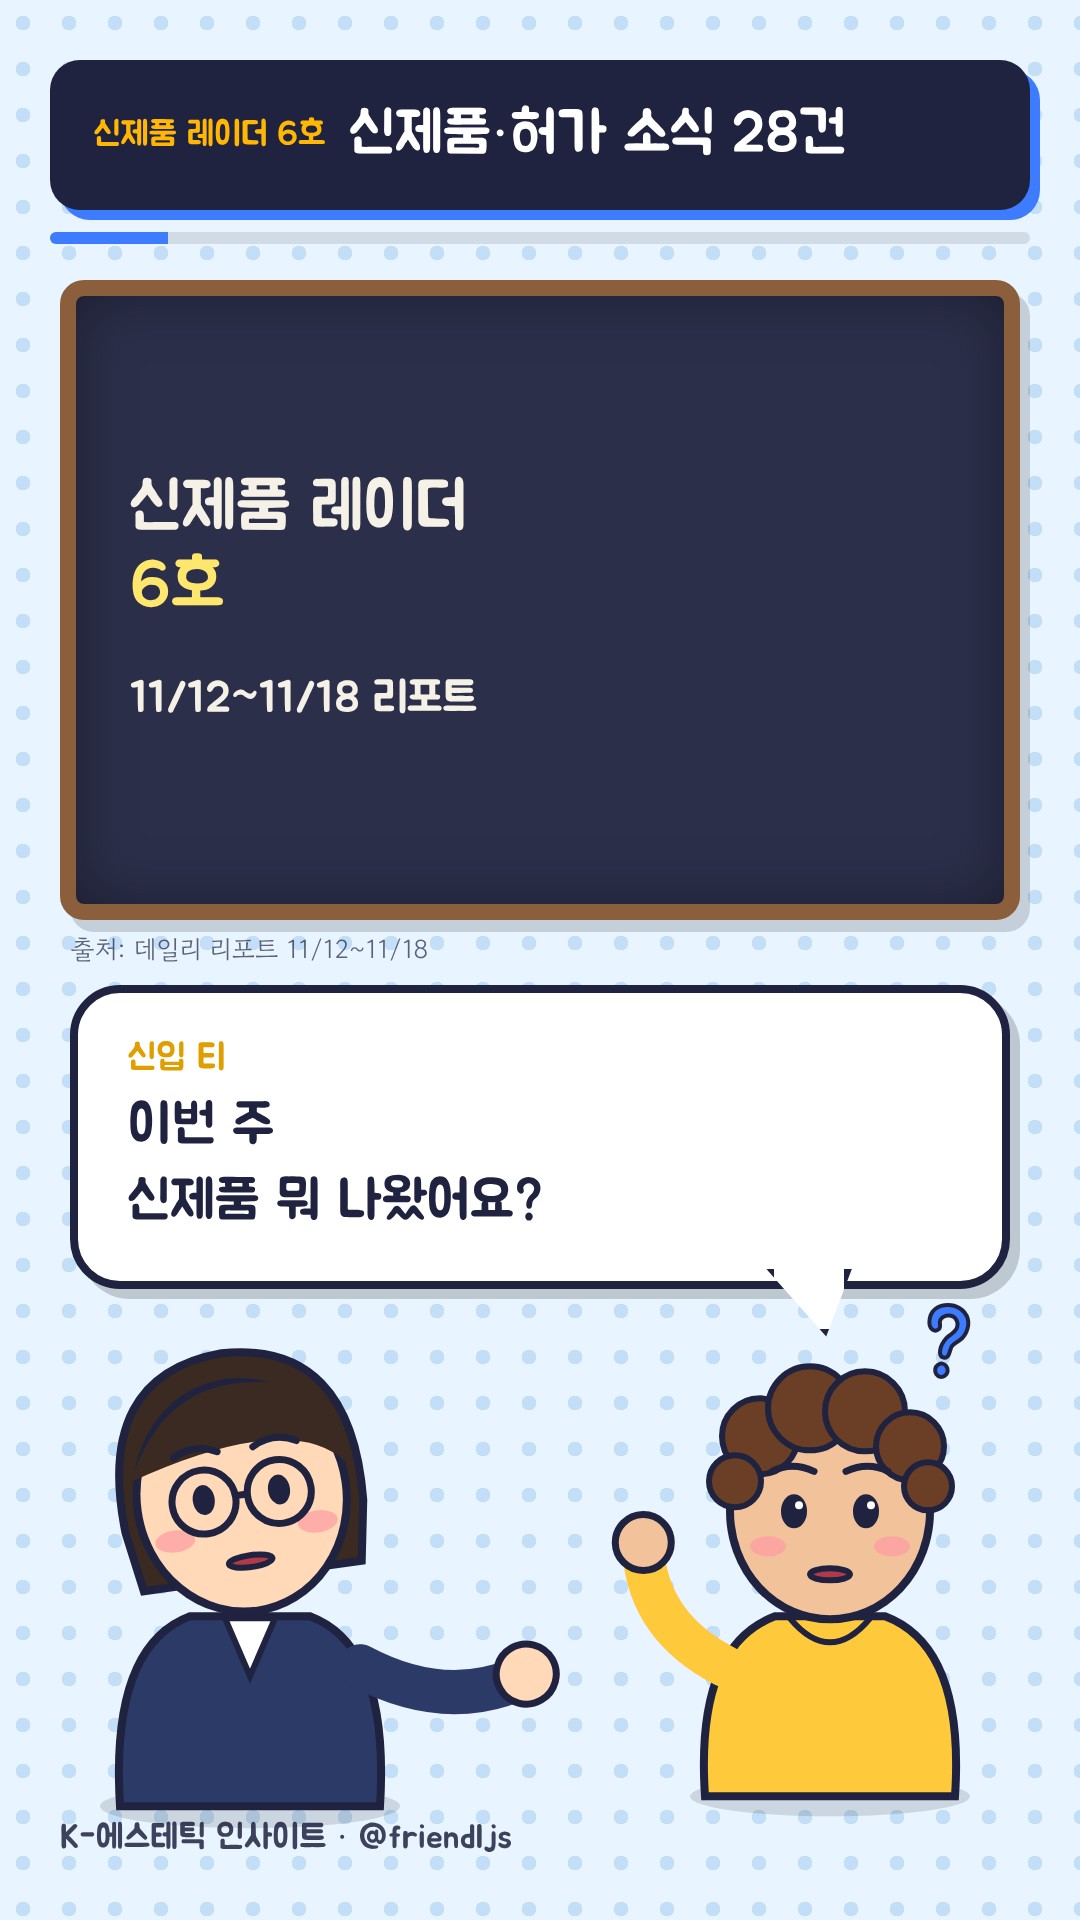 신제품 레이더 6호 신제품·허가 소식 28건
신제품 레이더
6호
11/12~11/18 리포트
출처: 데일리 리포트 11/12~11/18
신입 티
이번 주
신제품 뭐 나왔어요?
?
K-에스테틱 인사이트 · @friendljs